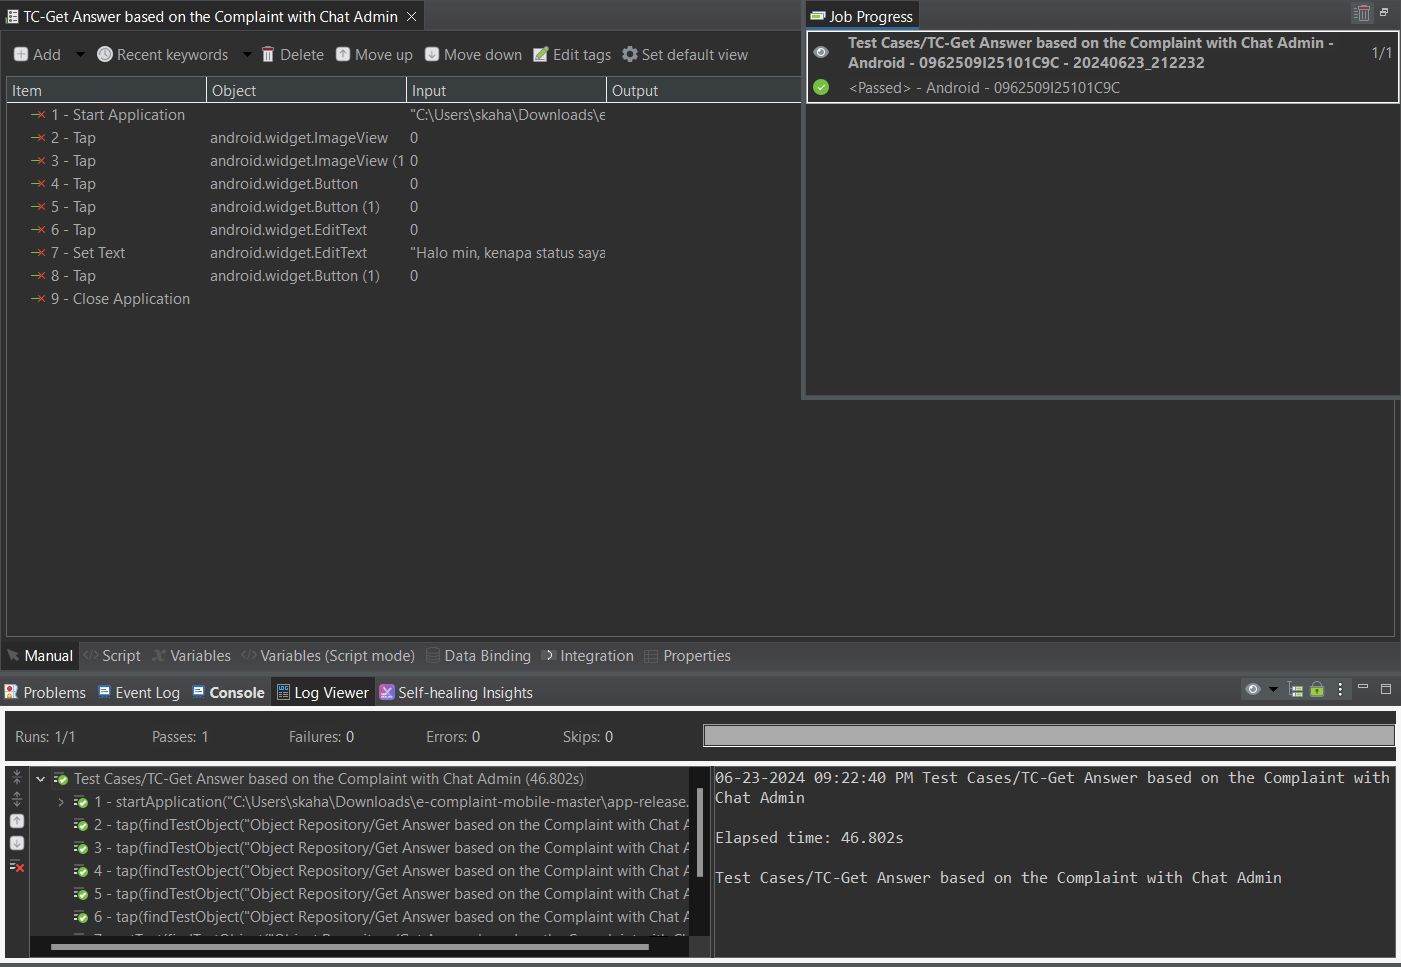 TC-Get Answer based on the Complaint with Chat Admin
Add Recent keywords Delete Move up Move down Edit tags Set default view
Item Object Input Output
1 - Start Application "C:\Users\skaha\Downloads\e
2 - Tap android.widget.ImageView 0
3 - Tap android.widget.ImageView (1 0
4 - Tap android.widget.Button 0
5 - Tap android.widget.Button (1) 0
6 - Tap android.widget.EditText 0
7 - Set Text android.widget.EditText "Halo min, kenapa status saya
8 - Tap android.widget.Button (1) 0
9 - Close Application
Job Progress
Test Cases/TC-Get Answer based on the Complaint with Chat Admin -
Android - 0962509I25101C9C - 20240623_212232
1/1
<Passed> - Android - 0962509I25101C9C
Manual Script Variables Variables (Script mode) Data Binding Integration Properties
Problems Event Log Console Log Viewer Self-healing Insights
Runs: 1/1 Passes: 1 Failures: 0 Errors: 0 Skips: 0
Test Cases/TC-Get Answer based on the Complaint with Chat Admin (46.802s)
1 - startApplication("C:\Users\skaha\Downloads\e-complaint-mobile-master\app-release.
2 - tap(findTestObject("Object Repository/Get Answer based on the Complaint with Chat A
3 - tap(findTestObject("Object Repository/Get Answer based on the Complaint with Chat A
4 - tap(findTestObject("Object Repository/Get Answer based on the Complaint with Chat A
5 - tap(findTestObject("Object Repository/Get Answer based on the Complaint with Chat A
6 - tap(findTestObject("Object Repository/Get Answer based on the Complaint with Chat A
06-23-2024 09:22:40 PM Test Cases/TC-Get Answer based on the Complaint with
Chat Admin
Elapsed time: 46.802s
Test Cases/TC-Get Answer based on the Complaint with Chat Admin